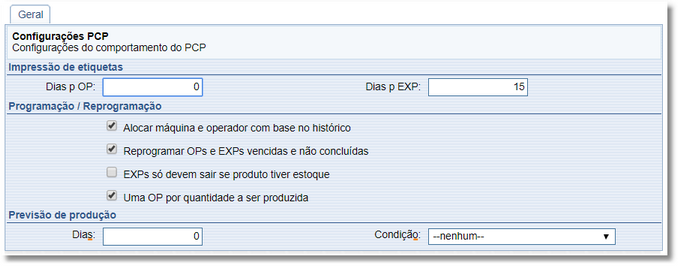 Geral
Configurações PCP
Configurações do comportamento do PCP
Impressão de etiquetas
Dias p OP: 0 Dias p EXP: 15
Programação / Reprogramação
Alocar máquina e operador com base no histórico
Reprogramar OPs e EXPs vencidas e não concluídas
EXPs só devem sair se produto tiver estoque
Uma OP por quantidade a ser produzida
Previsão de produção
Dias: 0 Condição: --nenhum--